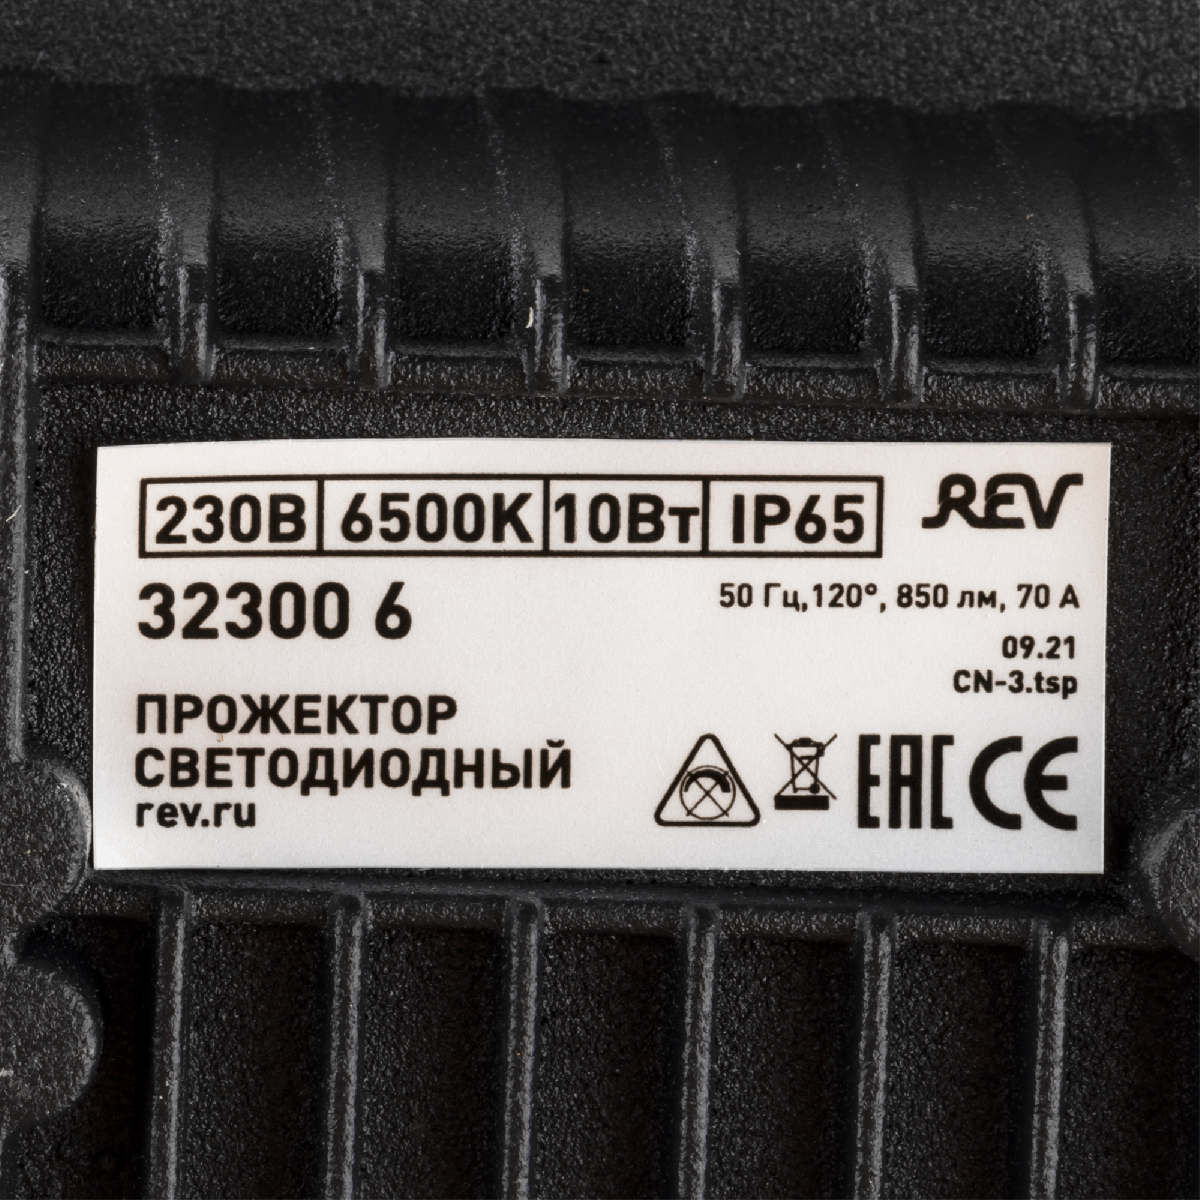 230В 6500К 10Вт IP65 REV
32300 6
50 Гц,120°, 850 лм, 70 А
09.21
CN-3.tsp
ПРОЖЕКТОР
СВЕТОДИОДНЫЙ
rev.ru
EAC CE